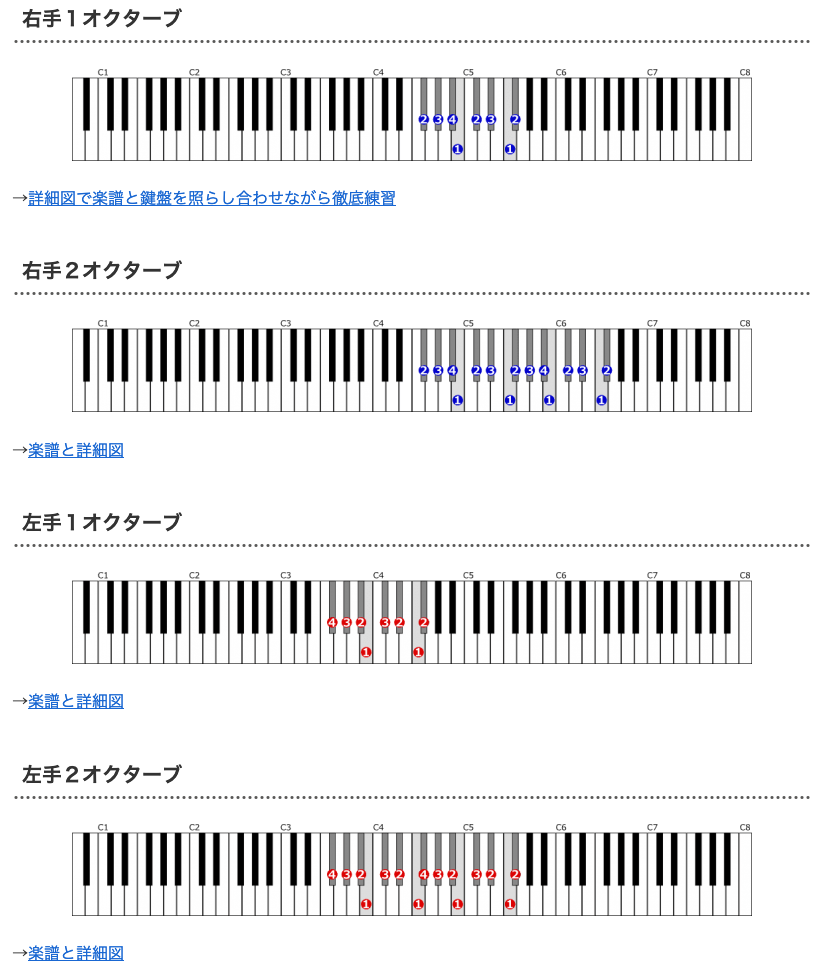 右手１オクターブ
C1 C2 C3 C4 C5 C6 C7 C8
2 3 4 2 3 2
1 1
→詳細図で楽譜と鍵盤を照らし合わせながら徹底練習
右手２オクターブ
C1 C2 C3 C4 C5 C6 C7 C8
2 3 4 2 3 2 3 4 2 3 2
1 1 1 1
→楽譜と詳細図
左手１オクターブ
C1 C2 C3 C4 C5 C6 C7 C8
4 3 2 3 2 2
1 1
→楽譜と詳細図
左手２オクターブ
C1 C2 C3 C4 C5 C6 C7 C8
4 3 2 3 2 4 3 2 3 2 2
1 1 1 1
→楽譜と詳細図